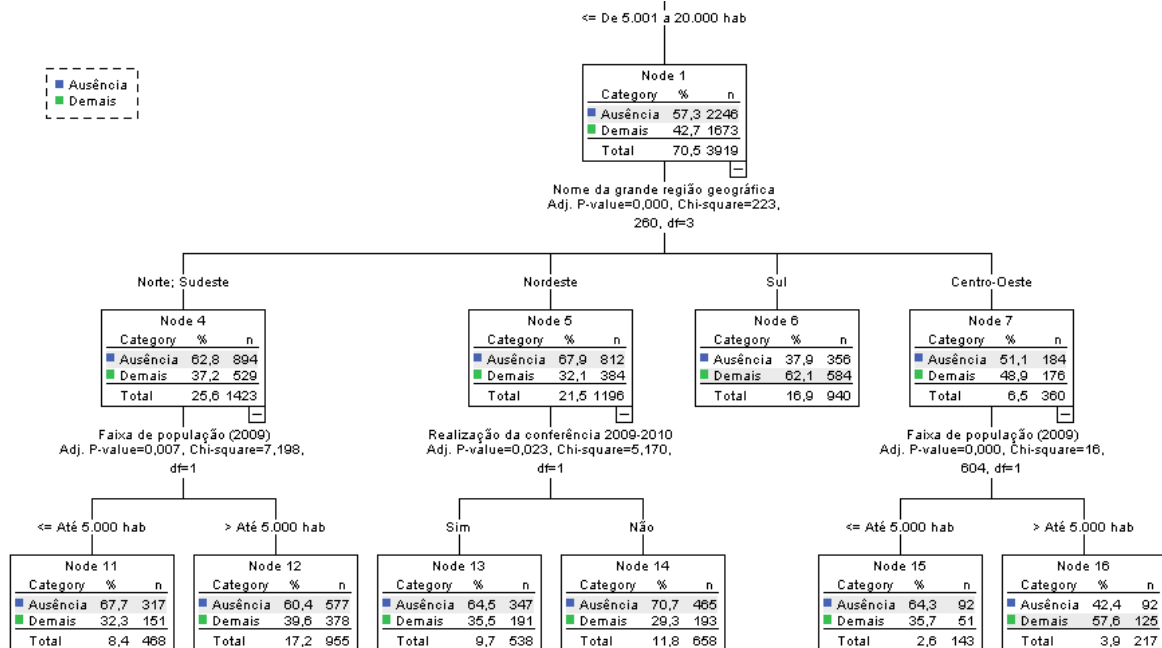 <= De 5.001 a 20.000 hab
Ausência
Demais
Node 1
Category % n
Ausência 57,3 2246
Demais 42,7 1673
Total 70,5 3919
Nome da grande região geográfica
Adj. P-value=0,000, Chi-square=223,
260, df=3
Norte; Sudeste
Nordeste
Sul
Centro-Oeste
Node 4
Category % n
Ausência 62,8 894
Demais 37,2 529
Total 25,6 1423
Node 5
Category % n
Ausência 67,9 812
Demais 32,1 384
Total 21,5 1196
Node 6
Category % n
Ausência 37,9 356
Demais 62,1 584
Total 16,9 940
Node 7
Category % n
Ausência 51,1 184
Demais 48,9 176
Total 6,5 360
Faixa de população (2009)
Adj. P-value=0,007, Chi-square=7,198,
df=1
Realização da conferência 2009-2010
Adj. P-value=0,023, Chi-square=5,170,
df=1
Faixa de população (2009)
Adj. P-value=0,000, Chi-square=16,
604, df=1
<= Até 5.000 hab
> Até 5.000 hab
Sim
Não
<= Até 5.000 hab
> Até 5.000 hab
Node 11
Category % n
Ausência 67,7 317
Demais 32,3 151
Total 8,4 468
Node 12
Category % n
Ausência 60,4 577
Demais 39,6 378
Total 17,2 955
Node 13
Category % n
Ausência 64,5 347
Demais 35,5 191
Total 9,7 538
Node 14
Category % n
Ausência 70,7 465
Demais 29,3 193
Total 11,8 658
Node 15
Category % n
Ausência 64,3 92
Demais 35,7 51
Total 2,6 143
Node 16
Category % n
Ausência 42,4 92
Demais 57,6 125
Total 3,9 217